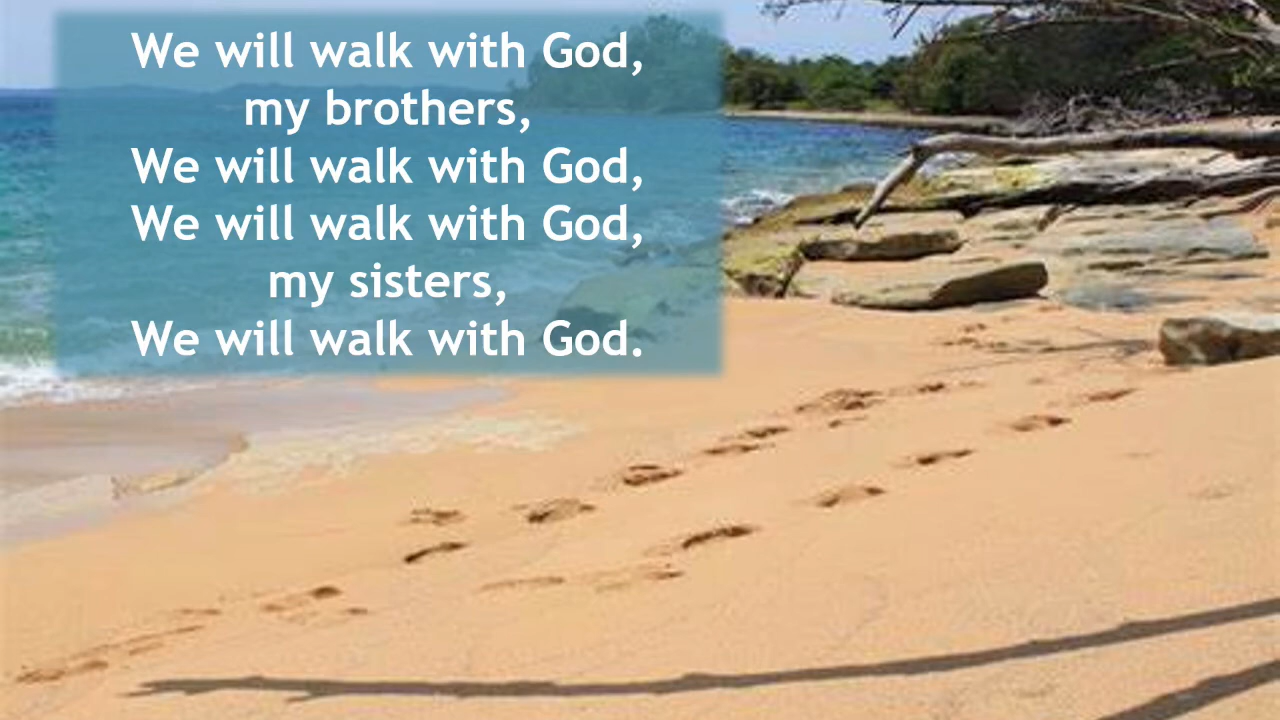 We will walk with God,
my brothers,
We will walk with God,
We will walk with God,
my sisters,
We will walk with God.